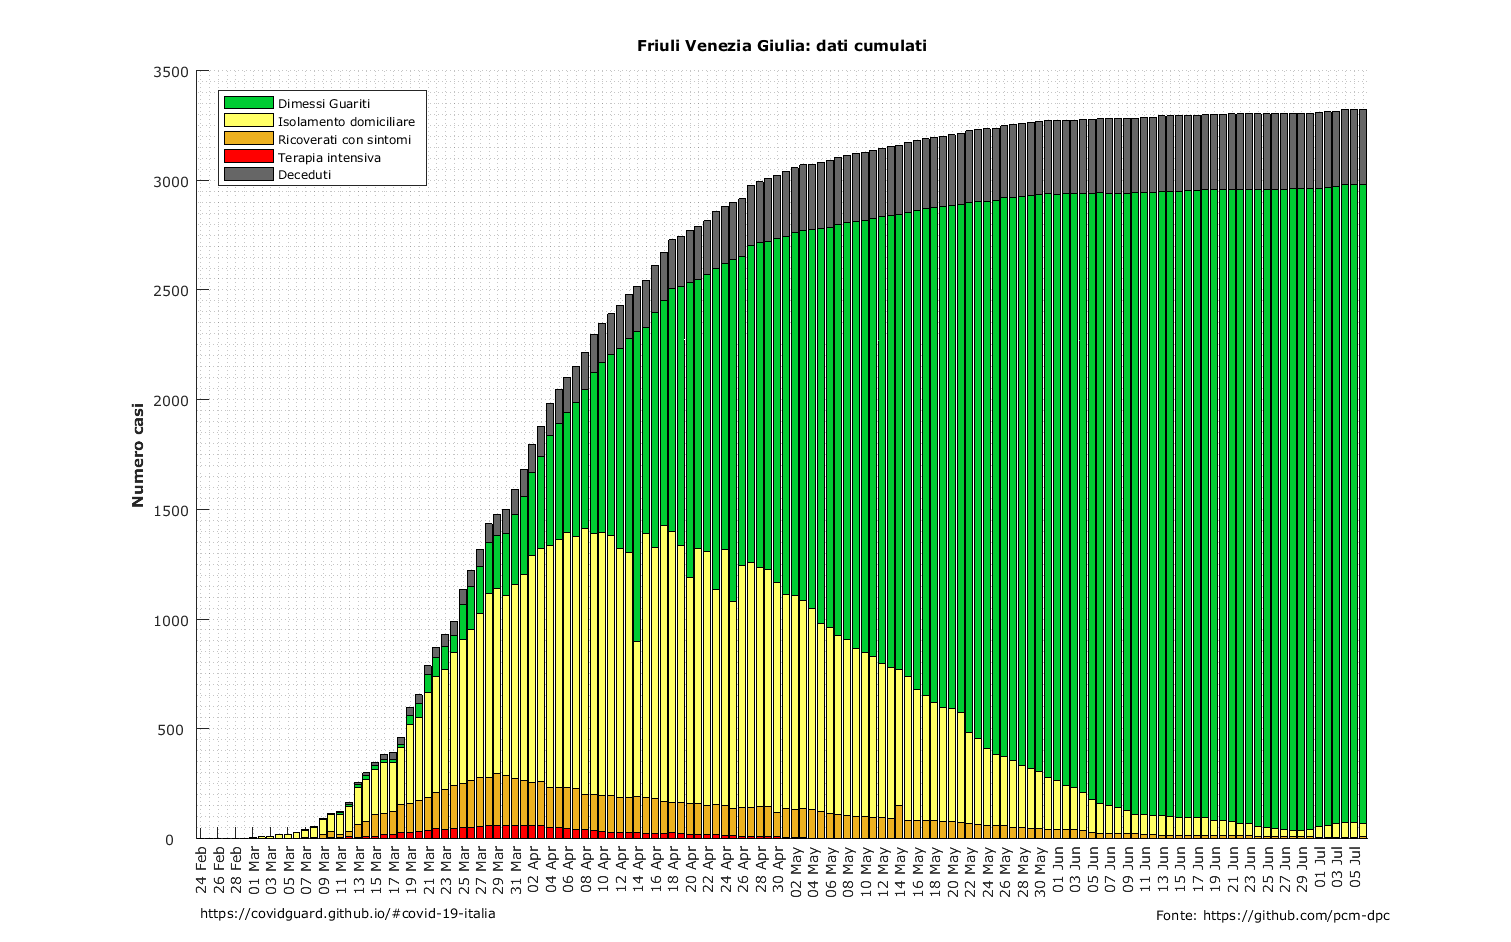 Friuli Venezia Giulia: dati cumulati
3500
3000
2500
2000
1500
1000
500
0
Numero casi
Dimessi Guariti
Isolamento domiciliare
Ricoverati con sintomi
Terapia intensiva
Deceduti
24 Feb
26 Feb
28 Feb
01 Mar
03 Mar
05 Mar
07 Mar
09 Mar
11 Mar
13 Mar
15 Mar
17 Mar
19 Mar
21 Mar
23 Mar
25 Mar
27 Mar
29 Mar
31 Mar
02 Apr
04 Apr
06 Apr
08 Apr
10 Apr
12 Apr
14 Apr
16 Apr
18 Apr
20 Apr
22 Apr
24 Apr
26 Apr
28 Apr
30 Apr
02 May
04 May
06 May
08 May
10 May
12 May
14 May
16 May
18 May
20 May
22 May
24 May
26 May
28 May
30 May
01 Jun
03 Jun
05 Jun
07 Jun
09 Jun
11 Jun
13 Jun
15 Jun
17 Jun
19 Jun
21 Jun
23 Jun
25 Jun
27 Jun
29 Jun
01 Jul
03 Jul
05 Jul
https://covidguard.github.io/#covid-19-italia
Fonte: https://github.com/pcm-dpc